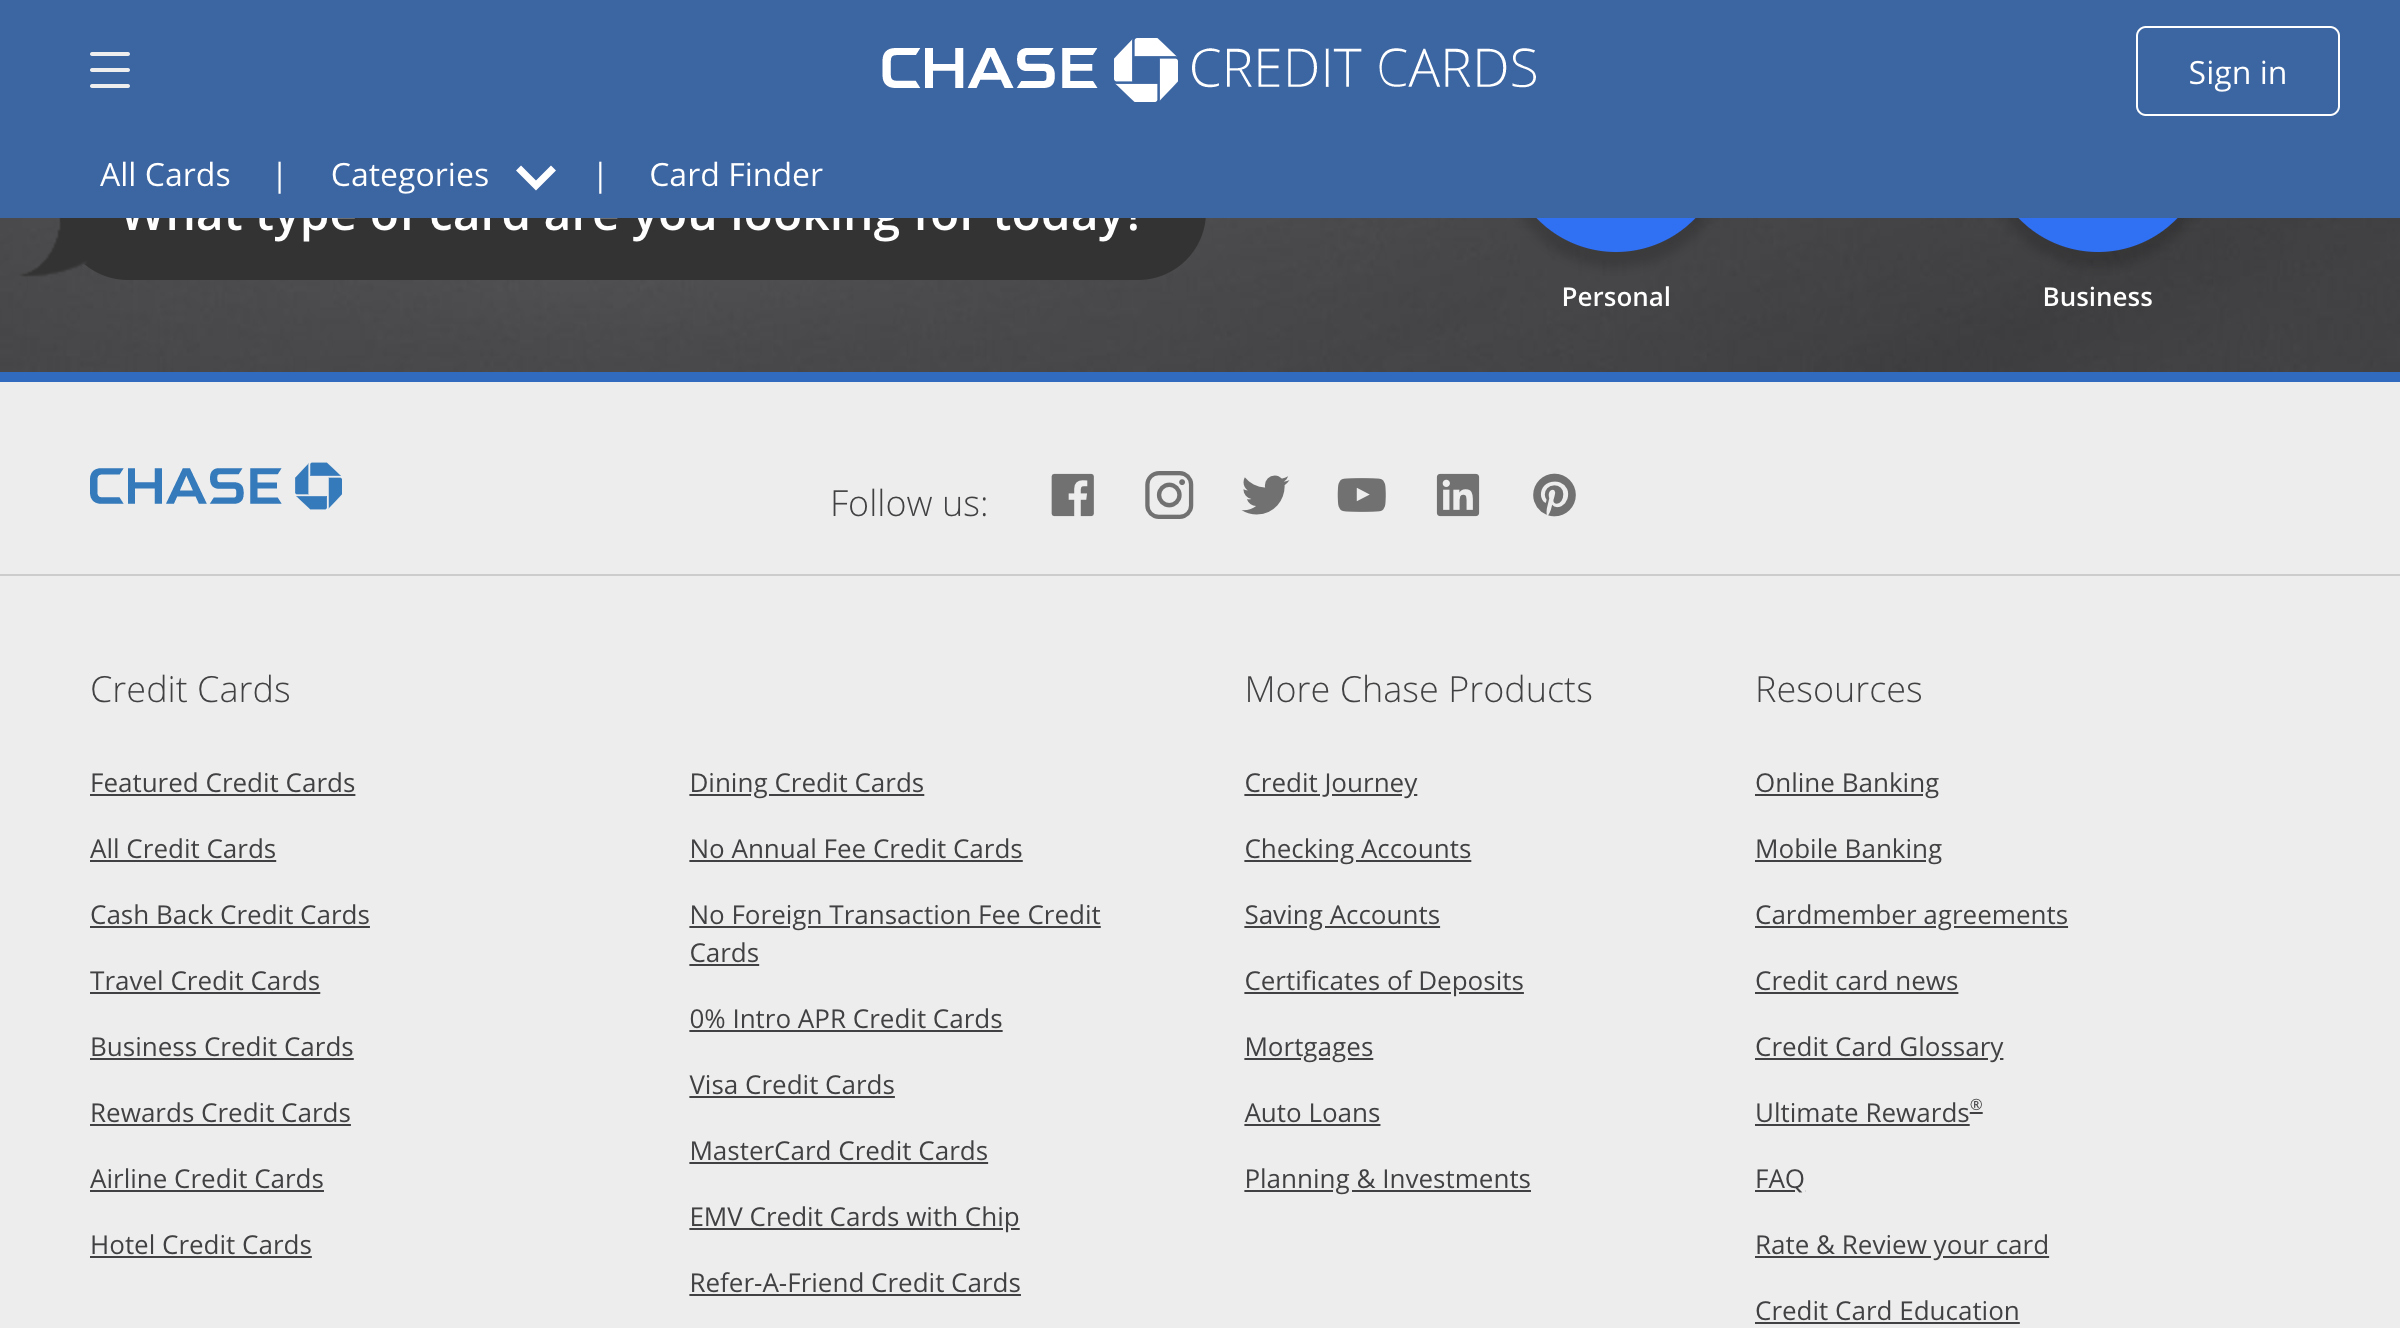 CHASE CREDIT CARDS
Sign in
All Cards | Categories | Card Finder
What type of card are you looking for today?
Personal
Business
CHASE
Follow us:
Credit Cards
Featured Credit Cards
All Credit Cards
Cash Back Credit Cards
Travel Credit Cards
Business Credit Cards
Rewards Credit Cards
Airline Credit Cards
Hotel Credit Cards
Dining Credit Cards
No Annual Fee Credit Cards
No Foreign Transaction Fee Credit
Cards
0% Intro APR Credit Cards
Visa Credit Cards
MasterCard Credit Cards
EMV Credit Cards with Chip
Refer-A-Friend Credit Cards
More Chase Products
Credit Journey
Checking Accounts
Saving Accounts
Certificates of Deposits
Mortgages
Auto Loans
Planning & Investments
Resources
Online Banking
Mobile Banking
Cardmember agreements
Credit card news
Credit Card Glossary
Ultimate Rewards®
FAQ
Rate & Review your card
Credit Card Education